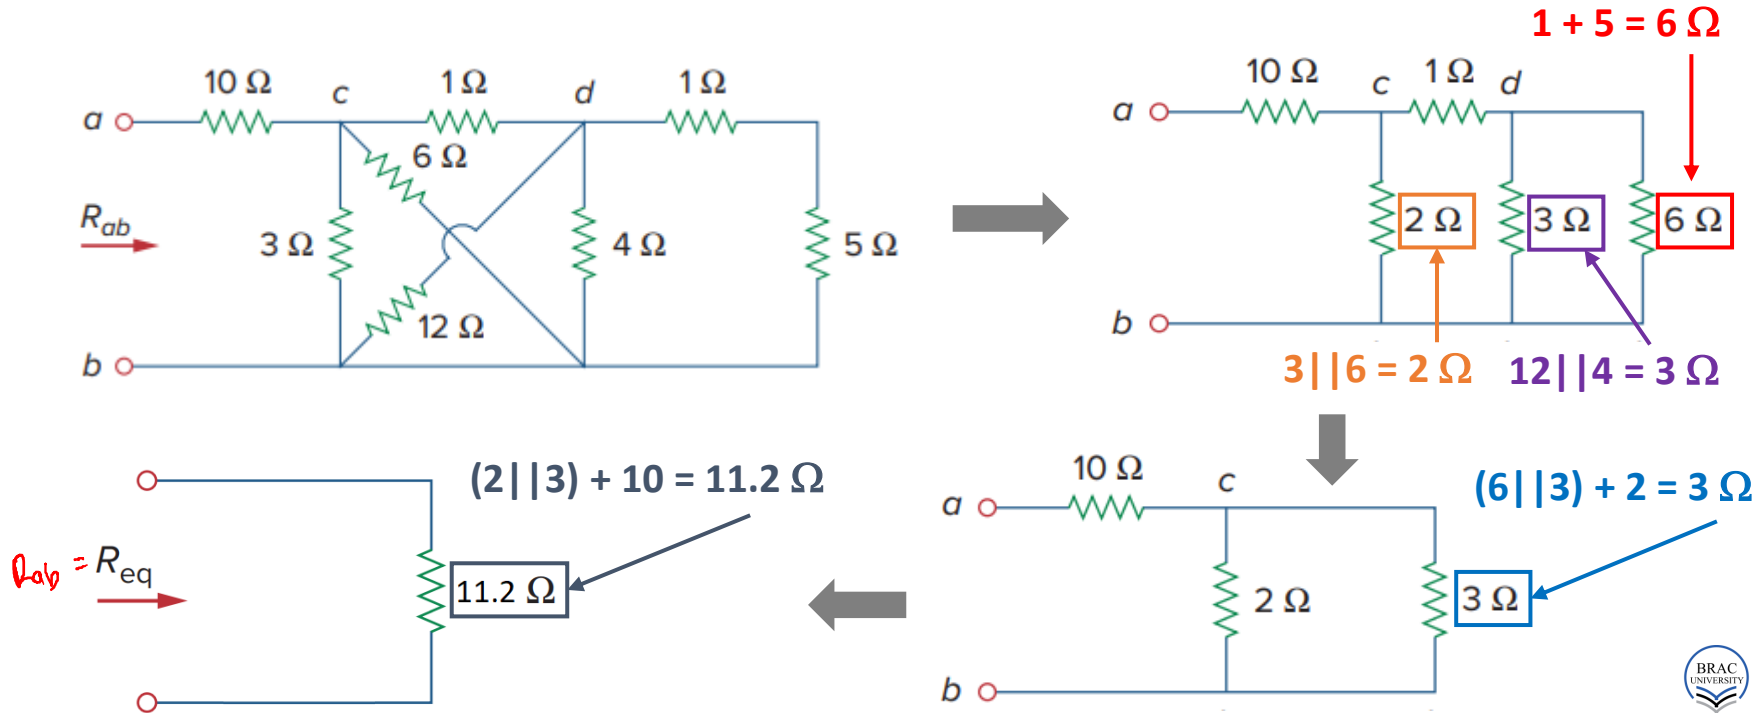 1 + 5 = 6 Ω
10 Ω
c
1 Ω
d
1 Ω
a
6 Ω
R_ab
3 Ω
4 Ω
5 Ω
12 Ω
b
10 Ω
c
1 Ω
d
a
2 Ω
3 Ω
6 Ω
b
3||6 = 2 Ω
12||4 = 3 Ω
(2||3) + 10 = 11.2 Ω
Rab = R_eq
11.2 Ω
10 Ω
c
(6||3) + 2 = 3 Ω
a
2 Ω
3 Ω
b
BRAC
UNIVERSITY